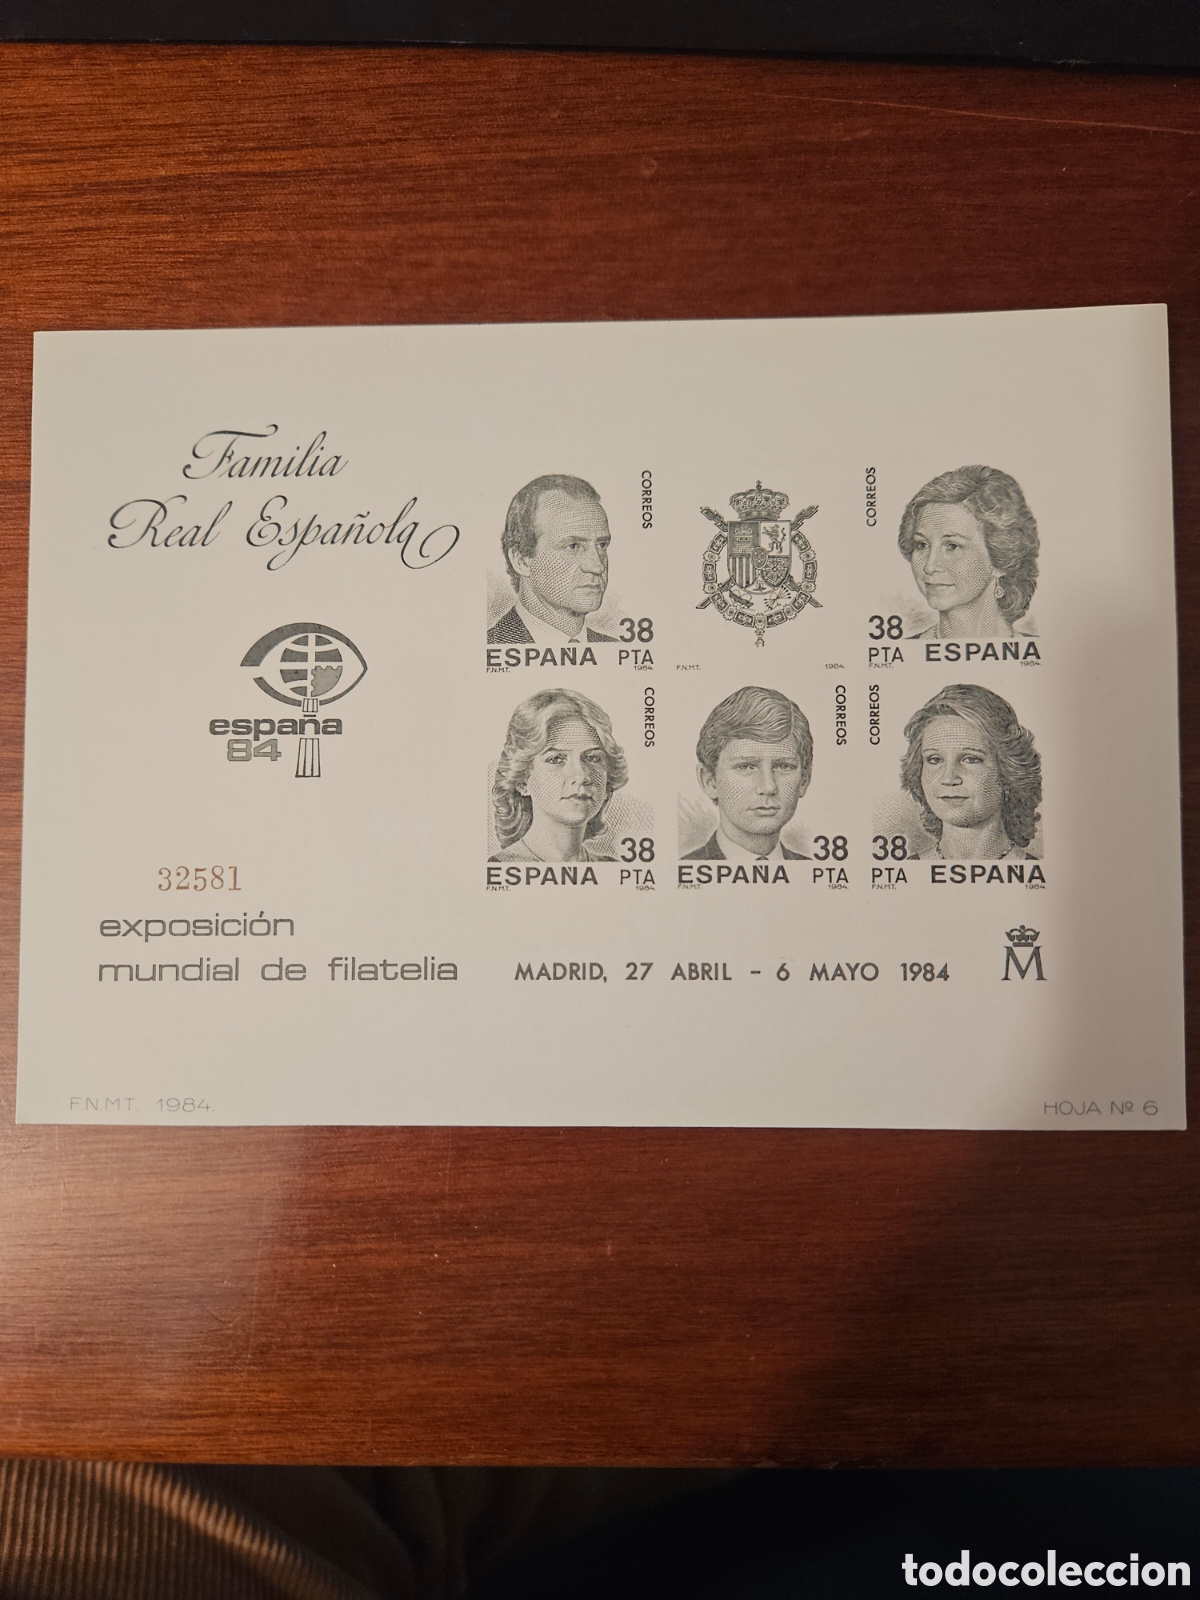 Familia
Real Española
española
84
32581
exposición
mundial de filatelia
CORREOS
38
ESPAÑA PTA
F.N.M.T. 1984.
F.N.M.T. 1984.
CORREOS
38
PTA ESPAÑA
F.N.M.T. 1984.
CORREOS
38
ESPAÑA PTA
F.N.M.T. 1984.
CORREOS
38
ESPAÑA PTA
F.N.M.T. 1984.
CORREOS
38
PTA ESPAÑA
F.N.M.T. 1984.
MADRID, 27 ABRIL - 6 MAYO 1984
M
F.N.M.T. 1984.
HOJA Nº 6
todocoleccion